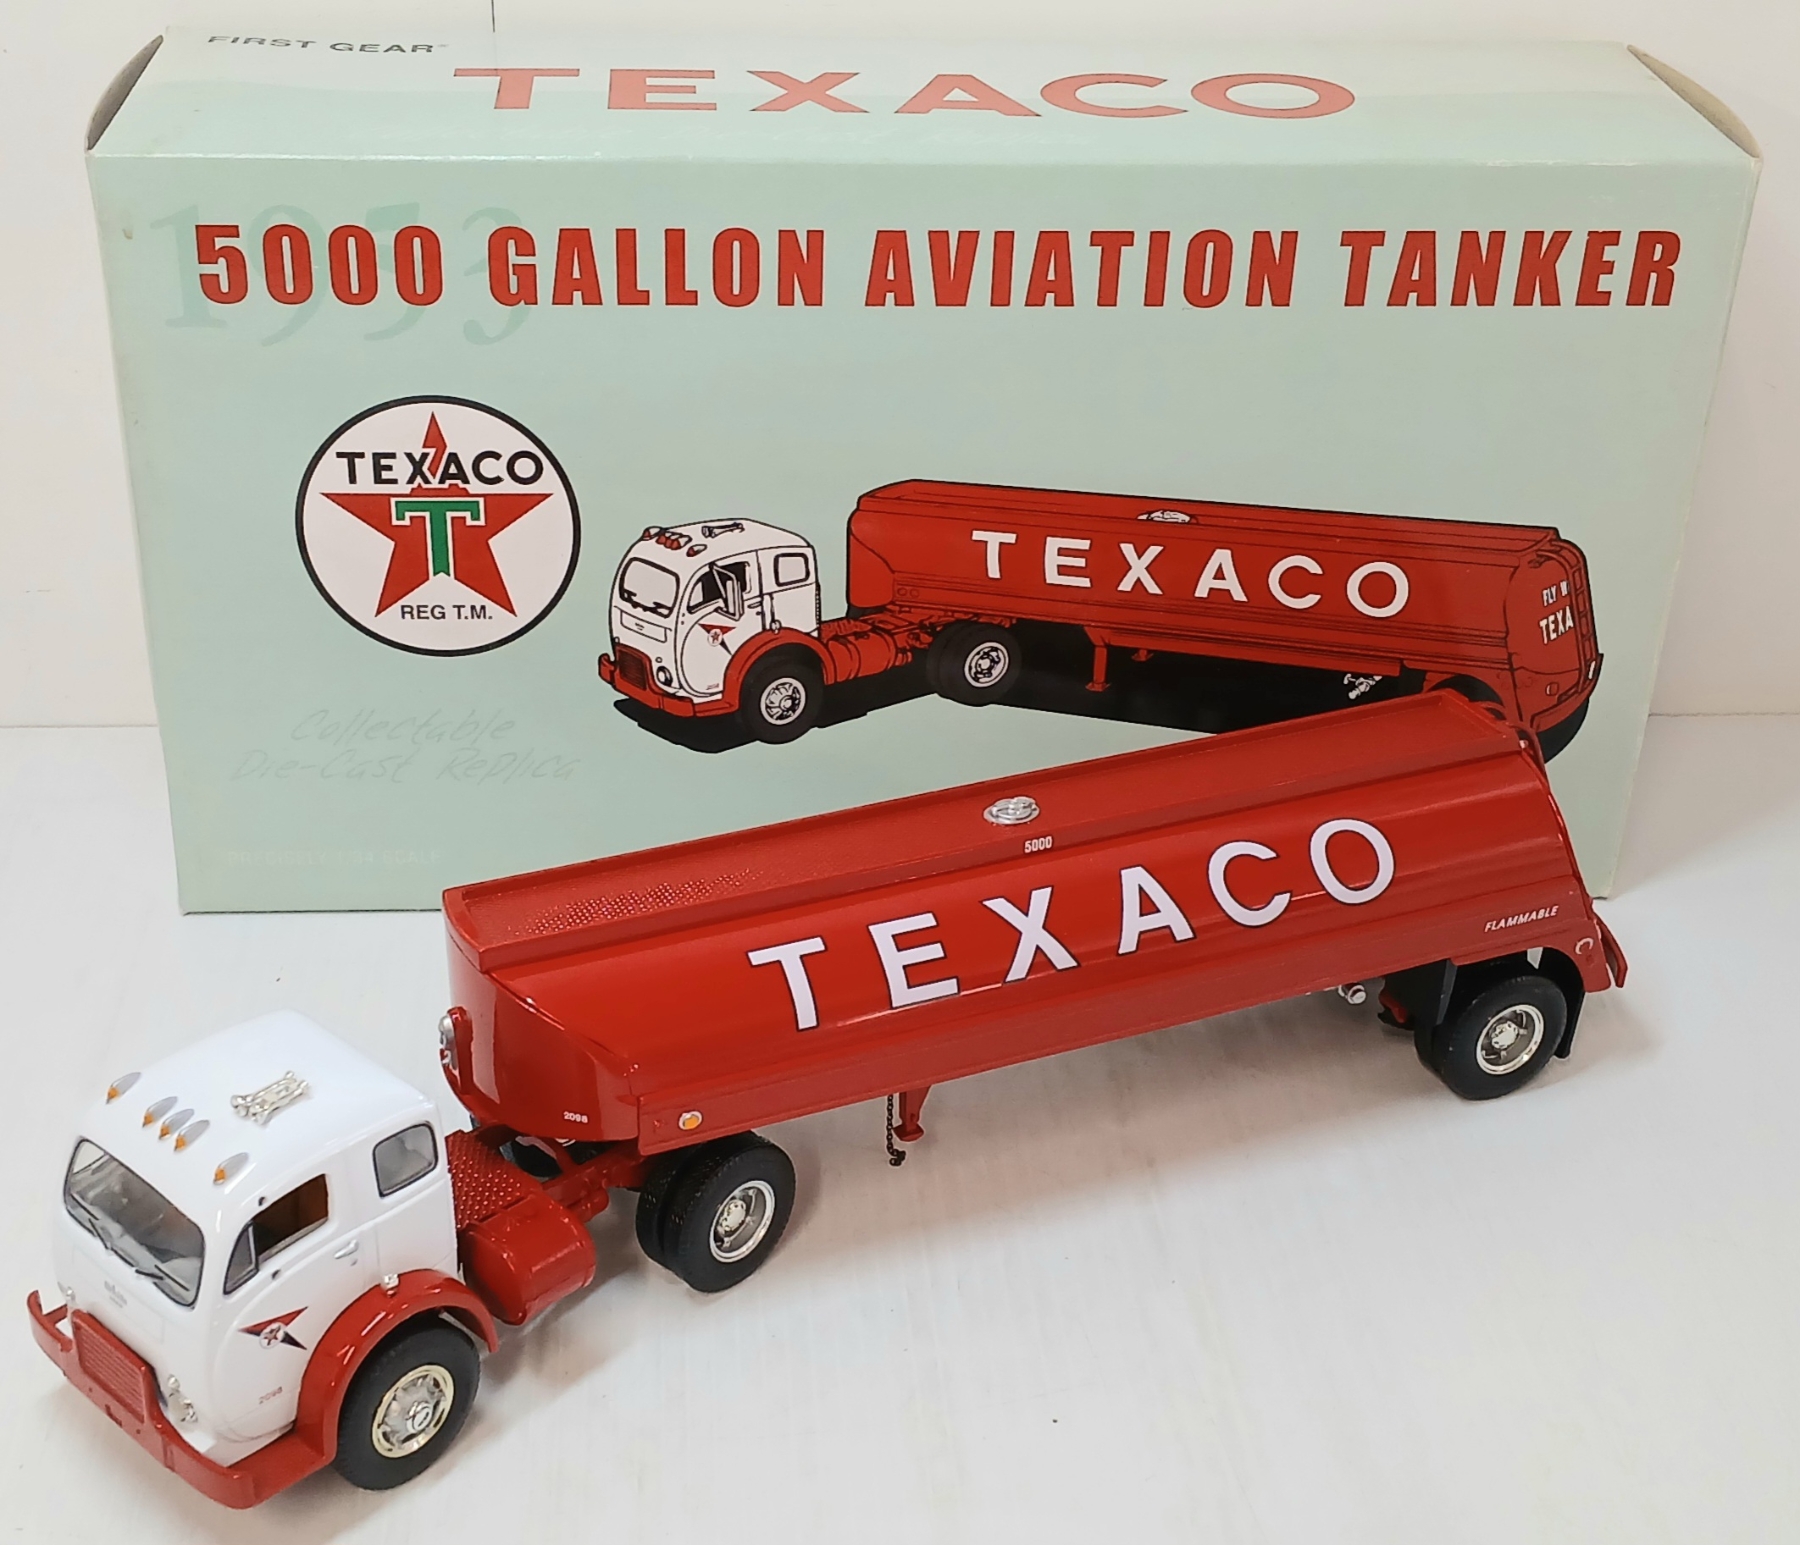 FIRST GEAR
TEXACO
1953
5000 GALLON AVIATION TANKER
TEXACO
T
REG T.M.
TEXACO
FLY W
TEXA
Collectable
Die-Cast Replica
5000
TEXACO
FLAMMABLE
2098
2098